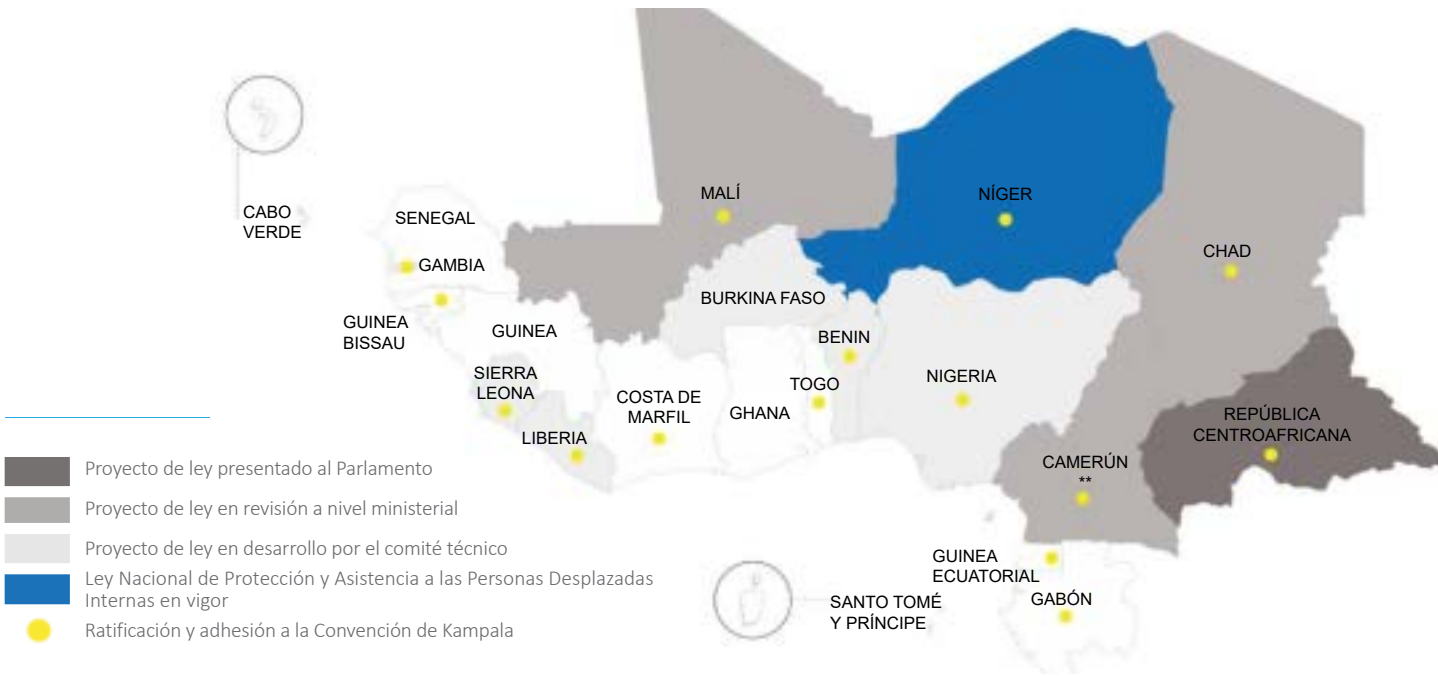 CABO
VERDE
SENEGAL
GAMBIA
GUINEA
BISSAU
GUINEA
SIERRA
LEONA
LIBERIA
MALÍ
BURKINA FASO
COSTA DE
MARFIL
GHANA
TOGO
BENIN
NÍGER
NIGERIA
CHAD
REPÚBLICA
CENTROAFRICANA
CAMERÚN
**
GUINEA
ECUATORIAL
GABÓN
SANTO TOMÉ
Y PRÍNCIPE
Proyecto de ley presentado al Parlamento
Proyecto de ley en revisión a nivel ministerial
Proyecto de ley en desarrollo por el comité técnico
Ley Nacional de Protección y Asistencia a las Personas Desplazadas
Internas en vigor
Ratificación y adhesión a la Convención de Kampala